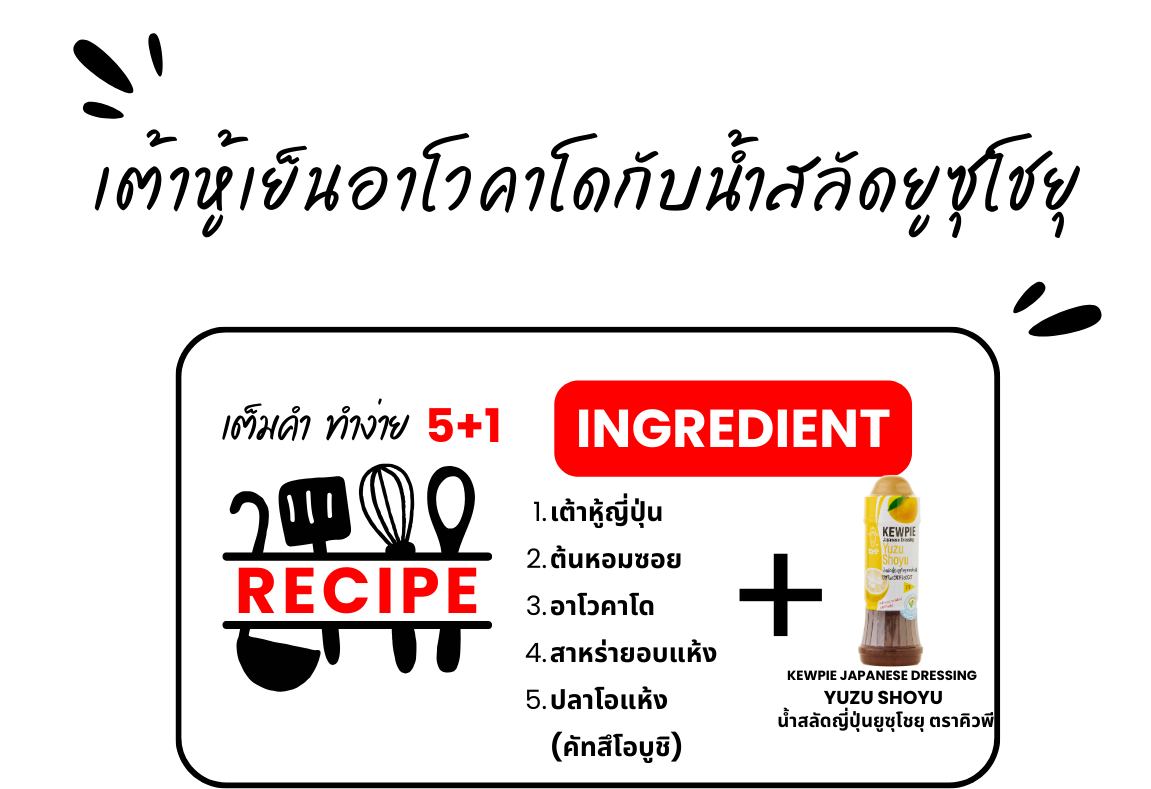 เต้าหู้เย็นอาโวคาโดกับน้ำสลัดยูซุโชยุ
เต็มคำ ทำง่าย 5+1
RECIPE
INGREDIENT
1. เต้าหู้ญี่ปุ่น
2. ต้นหอมซอย
3. อาโวคาโด
4. สาหร่ายอบแห้ง
5. ปลาโอแห้ง
(คัทสึโอบูชิ)
+
KEWPIE
Japanese Dressing
Yuzu
Shoyu
KEWPIE JAPANESE DRESSING
YUZU SHOYU
น้ำสลัดญี่ปุ่นยูซุโชยุ ตราคิวพี